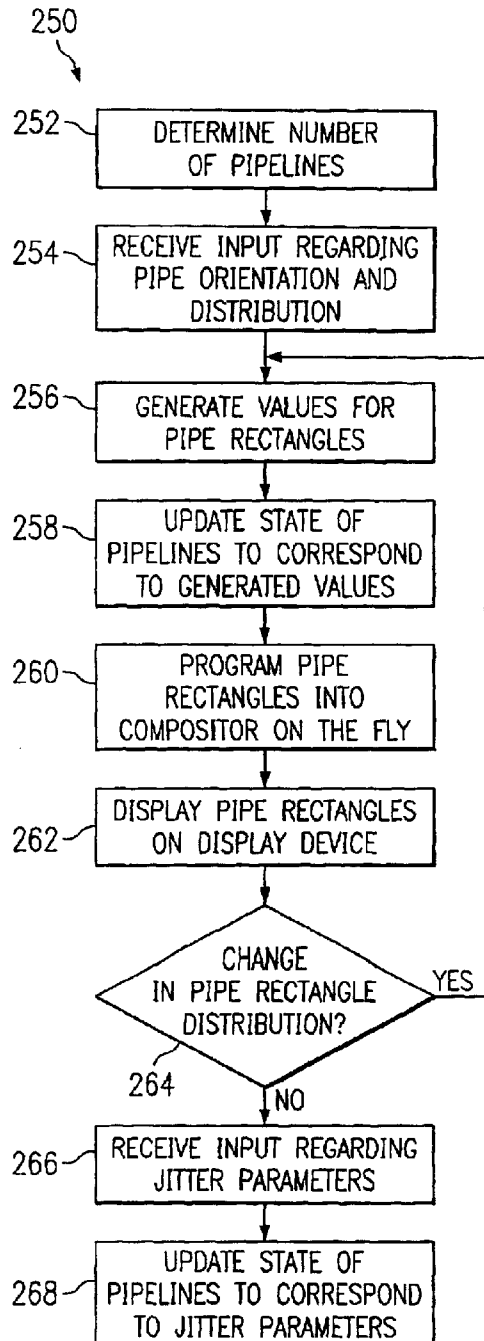 250
252
DETERMINE NUMBER
OF PIPELINES
254
RECEIVE INPUT REGARDING
PIPE ORIENTATION AND
DISTRIBUTION
256
GENERATE VALUES FOR
PIPE RECTANGLES
258
UPDATE STATE OF
PIPELINES TO CORRESPOND
TO GENERATED VALUES
260
PROGRAM PIPE
RECTANGLES INTO
COMPOSITOR ON THE FLY
262
DISPLAY PIPE RECTANGLES
ON DISPLAY DEVICE
CHANGE
IN PIPE RECTANGLE
DISTRIBUTION?
YES
264
NO
266
RECEIVE INPUT REGARDING
JITTER PARAMETERS
268
UPDATE STATE OF
PIPELINES TO CORRESPOND
TO JITTER PARAMETERS